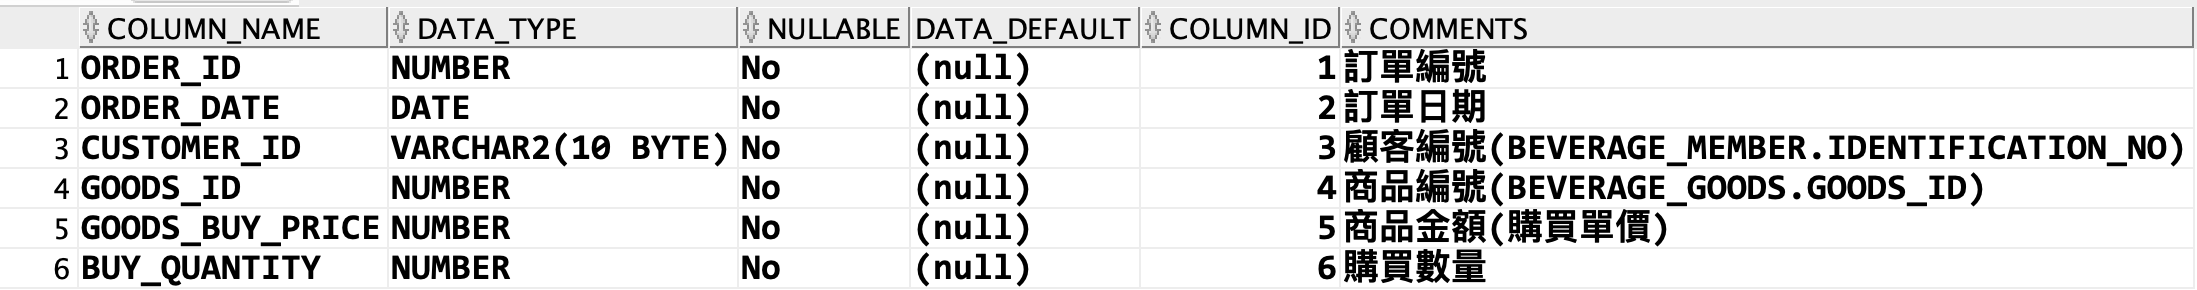 COLUMN_NAME DATA_TYPE NULLABLE DATA_DEFAULT COLUMN_ID COMMENTS
1 ORDER_ID NUMBER No (null) 1 訂單編號
2 ORDER_DATE DATE No (null) 2 訂單日期
3 CUSTOMER_ID VARCHAR2(10 BYTE) No (null) 3 顧客編號(BEVERAGE_MEMBER.IDENTIFICATION_NO)
4 GOODS_ID NUMBER No (null) 4 商品編號(BEVERAGE_GOODS.GOODS_ID)
5 GOODS_BUY_PRICE NUMBER No (null) 5 商品金額(購買單價)
6 BUY_QUANTITY NUMBER No (null) 6 購買數量